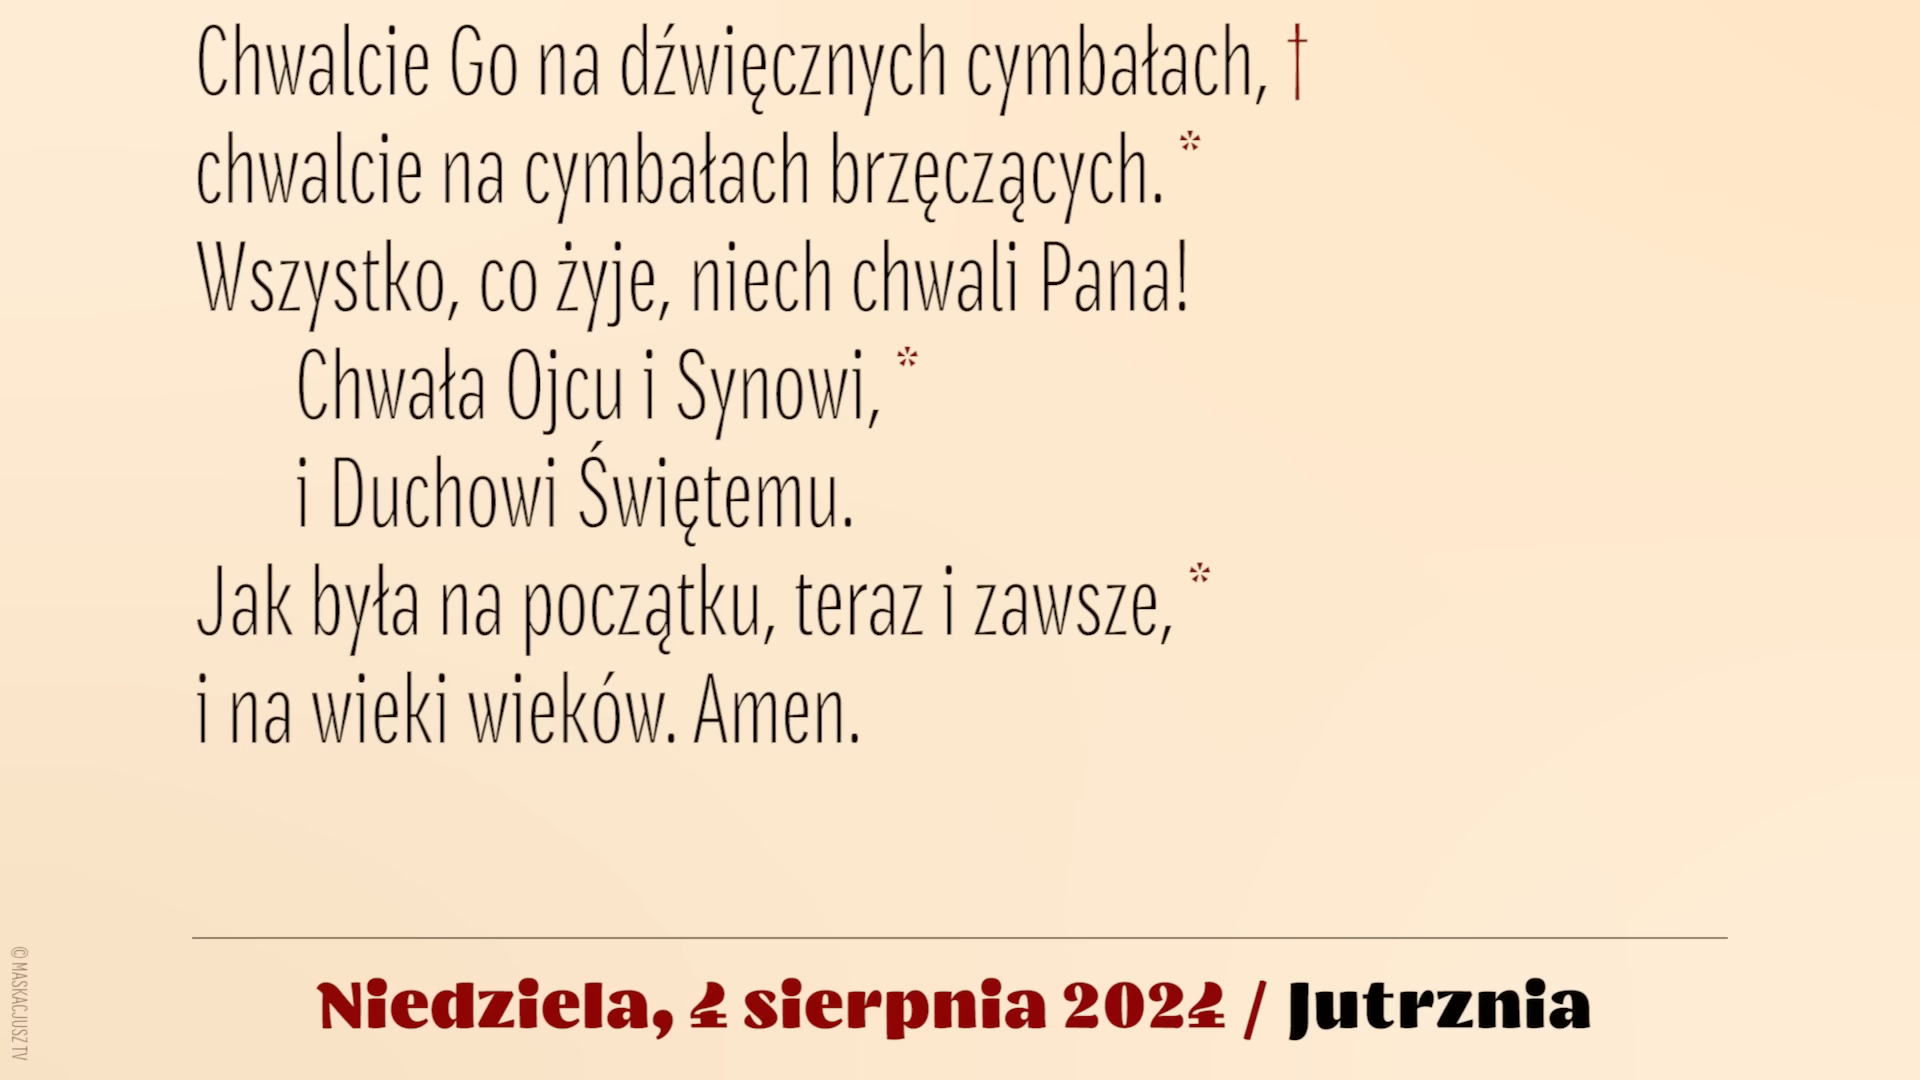 Chwalcie Go na dźwięcznych cymbałach, †
chwalcie na cymbałach brzęczących. *
Wszystko, co żyje, niech chwali Pana!
Chwała Ojcu i Synowi, *
i Duchowi Świętemu.
Jak była na początku, teraz i zawsze, *
i na wieki wieków. Amen.
Niedziela, 4 sierpnia 2024 / Jutrznia
© MASKACJUSZ TV